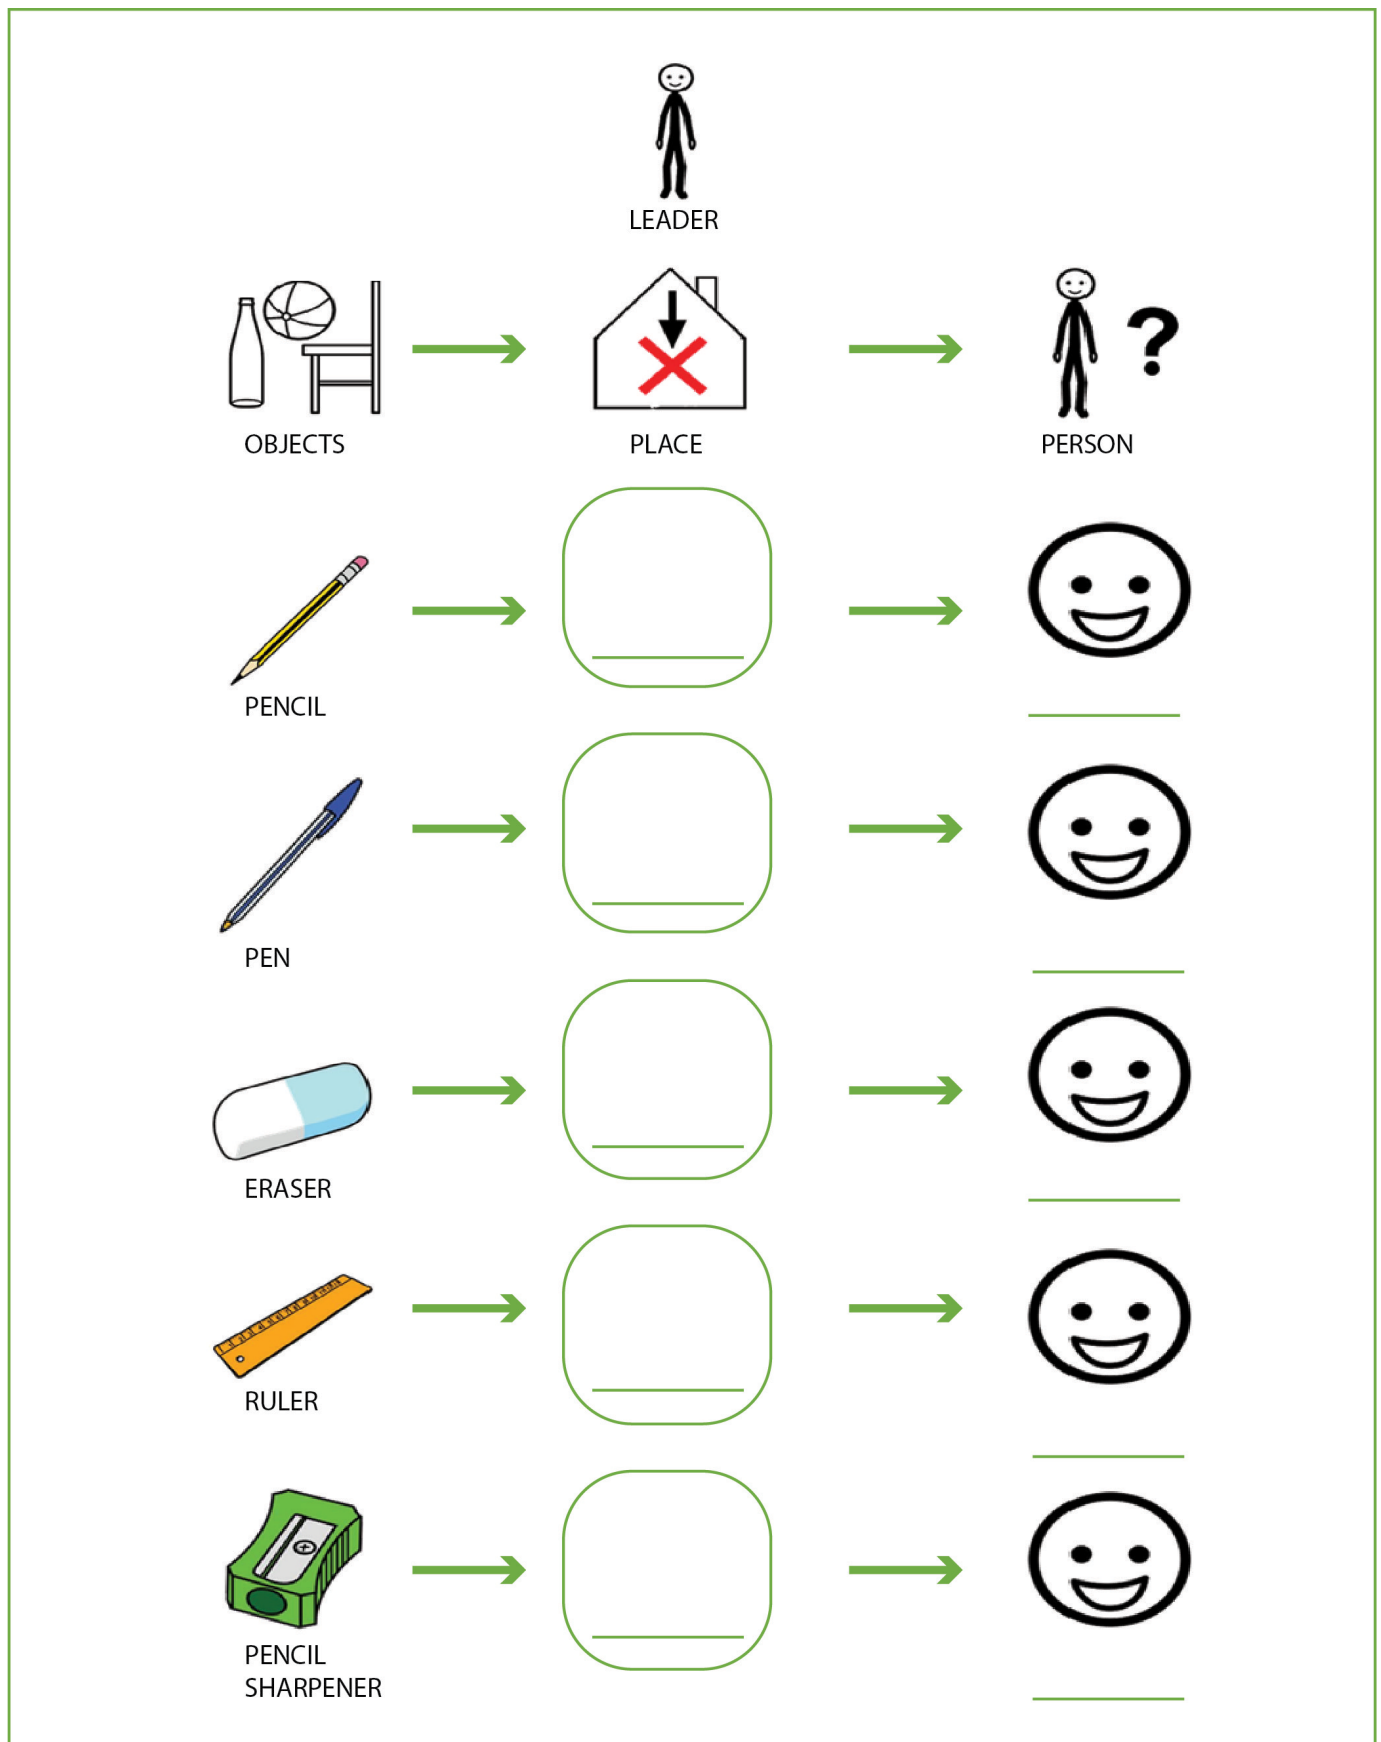 LEADER
OBJECTS
PLACE
PERSON
?
PENCIL
PEN
ERASER
RULER
PENCIL
SHARPENER